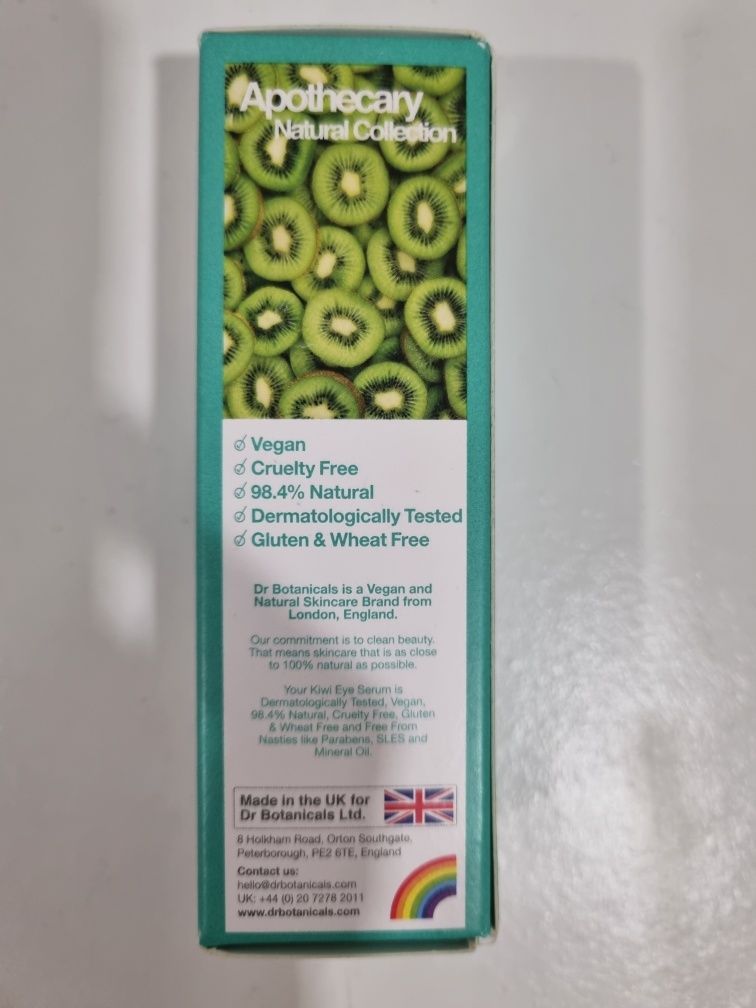 Apothecary
Natural Collection
Vegan
Cruelty Free
98.4% Natural
Dermatologically Tested
Gluten & Wheat Free
Dr Botanicals is a Vegan and
Natural Skincare Brand from
London, England.
Our commitment is to clean beauty.
That means skincare that is as close
to 100% natural as possible.
Your Kiwi Eye Serum is
Dermatologically Tested, Vegan,
98.4% Natural, Cruelty Free, Gluten
& Wheat Free and Free From
Nasties like Parabens, SLES and
Mineral Oil.
Made in the UK for
Dr Botanicals Ltd.
8 Holkham Road, Orton Southgate,
Peterborough, PE2 6TE, England
Contact us:
hello@drbotanicals.com
UK: +44 (0) 20 7278 2011
www.drbotanicals.com